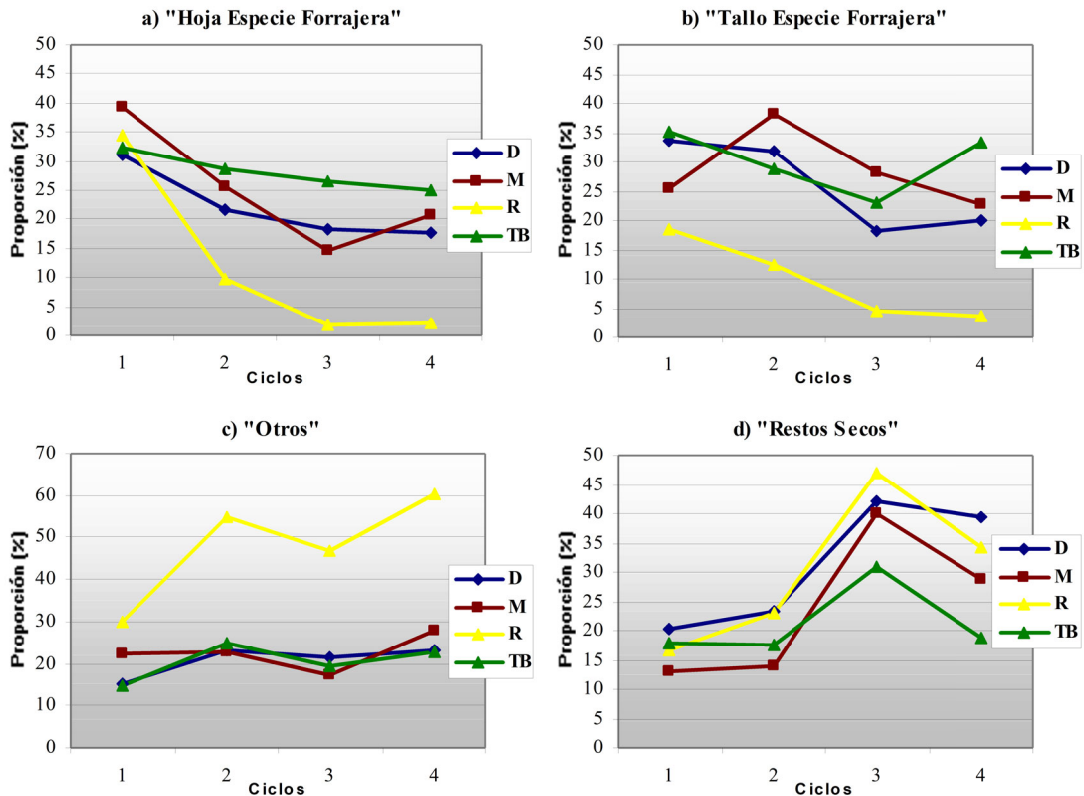 a) "Hoja Especie Forrajera"
Proporción (%)
50
45
40
35
30
25
20
15
10
5
0
1 2 3 4
Ciclos
D
M
R
TB
b) "Tallo Especie Forrajera"
Proporción (%)
50
45
40
35
30
25
20
15
10
5
0
1 2 3 4
Ciclos
D
M
R
TB
c) "Otros"
Proporción (%)
70
60
50
40
30
20
10
0
1 2 3 4
Ciclos
D
M
R
TB
d) "Restos Secos"
Proporción (%)
50
45
40
35
30
25
20
15
10
5
0
1 2 3 4
Ciclos
D
M
R
TB